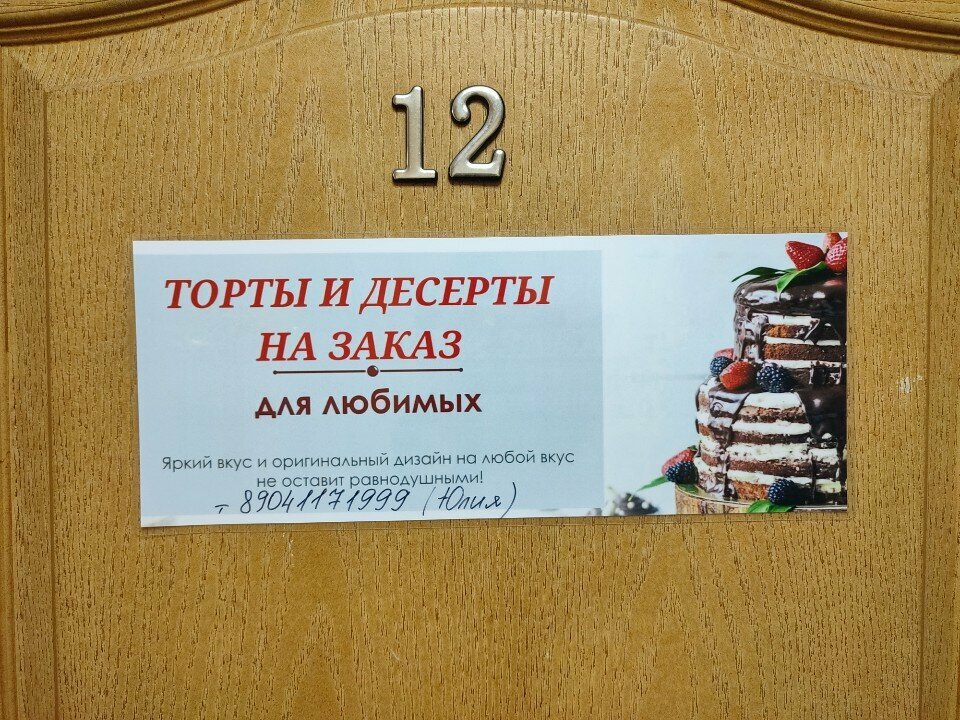 12
ТОРТЫ И ДЕСЕРТЫ
НА ЗАКАЗ
для любимых
Яркий вкус и оригинальный дизайн на любой вкус
не оставит равнодушными!
т 89041171999 (Юлия)